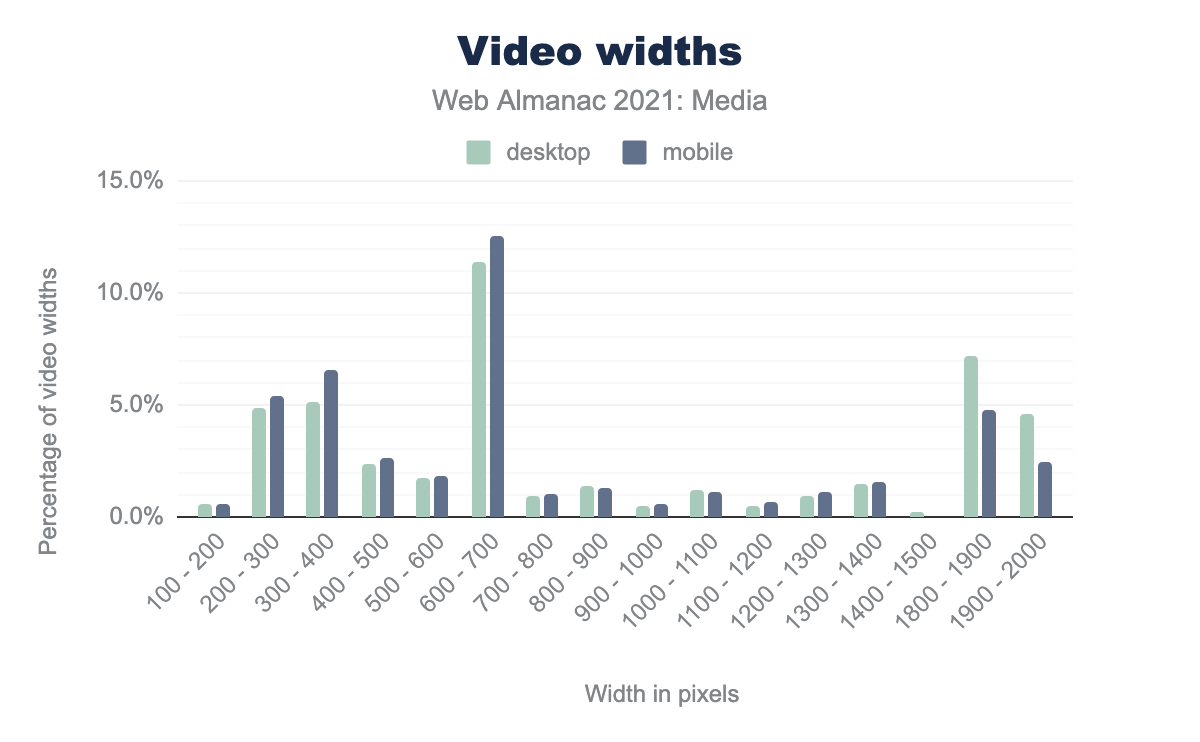 Video widths
Web Almanac 2021: Media
desktop
mobile
15.0%
10.0%
5.0%
0.0%
Percentage of video widths
100 - 200
200 - 300
300 - 400
400 - 500
500 - 600
600 - 700
700 - 800
800 - 900
900 - 1000
1000 - 1100
1100 - 1200
1200 - 1300
1300 - 1400
1400 - 1500
1800 - 1900
1900 - 2000
Width in pixels